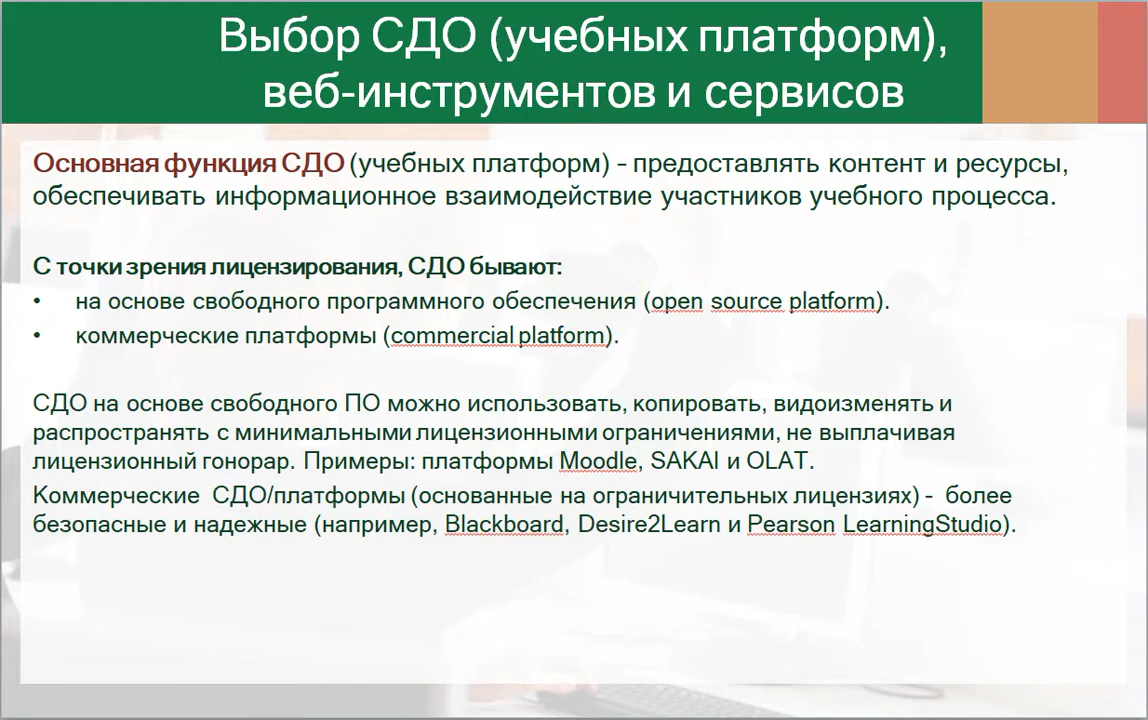 Выбор СДО (учебных платформ),
веб-инструментов и сервисов
Основная функция СДО (учебных платформ) – предоставлять контент и ресурсы,
обеспечивать информационное взаимодействие участников учебного процесса.
С точки зрения лицензирования, СДО бывают:
• на основе свободного программного обеспечения (open source platform).
• коммерческие платформы (commercial platform).
СДО на основе свободного ПО можно использовать, копировать, видоизменять и
распространять с минимальными лицензионными ограничениями, не выплачивая
лицензионный гонорар. Примеры: платформы Moodle, SAKAI и OLAT.
Коммерческие СДО/платформы (основанные на ограничительных лицензиях) - более
безопасные и надежные (например, Blackboard, Desire2Learn и Pearson LearningStudio).